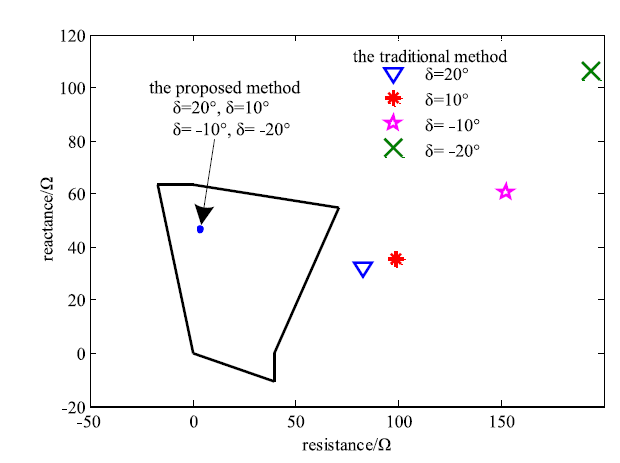 120
100
80
60
40
20
0
-20
-50
0
50
100
150
reactance/Ω
resistance/Ω
the proposed method
δ=20°, δ=10°
δ= -10°, δ= -20°
the traditional method
δ=20°
δ=10°
δ= -10°
δ= -20°